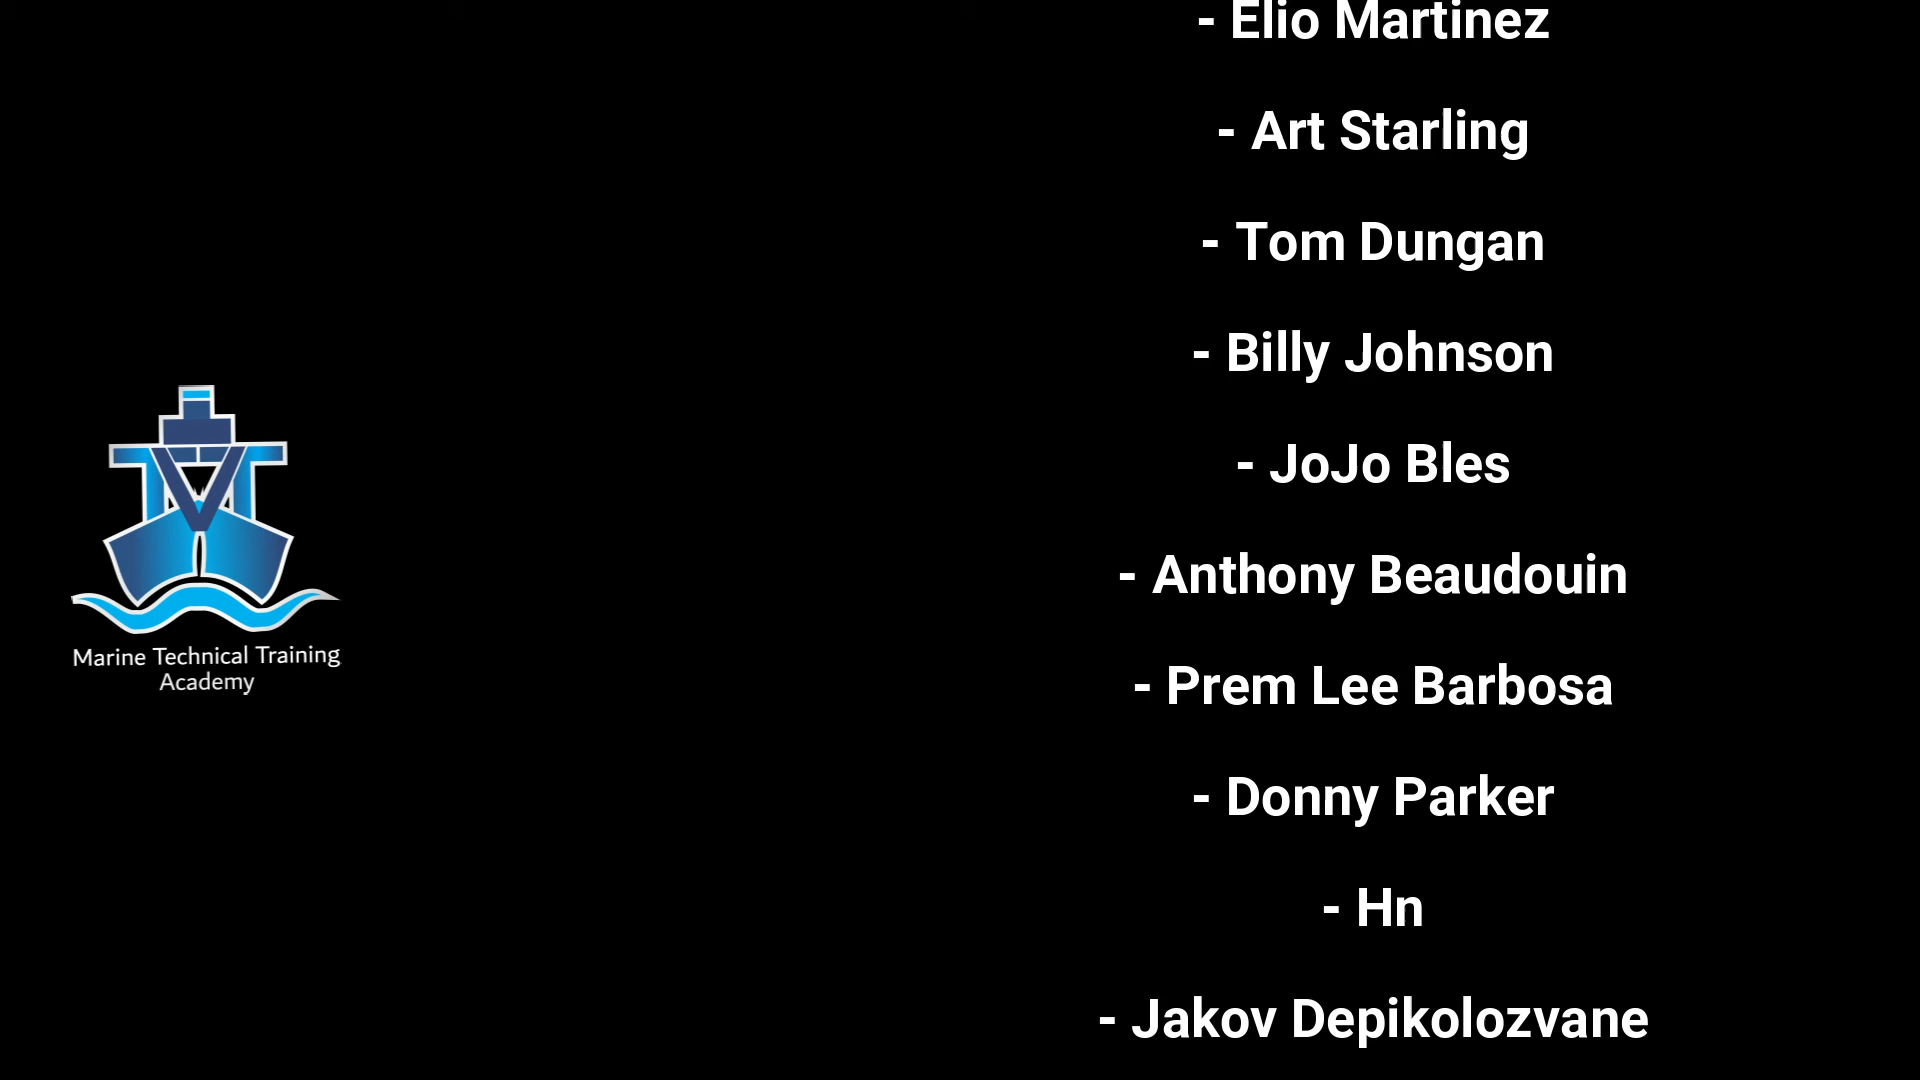 - Elio Martinez
- Art Starling
- Tom Dungan
- Billy Johnson
- JoJo Bles
- Anthony Beaudouin
- Prem Lee Barbosa
- Donny Parker
- Hn
- Jakov Depikolozvane
Marine Technical Training
Academy